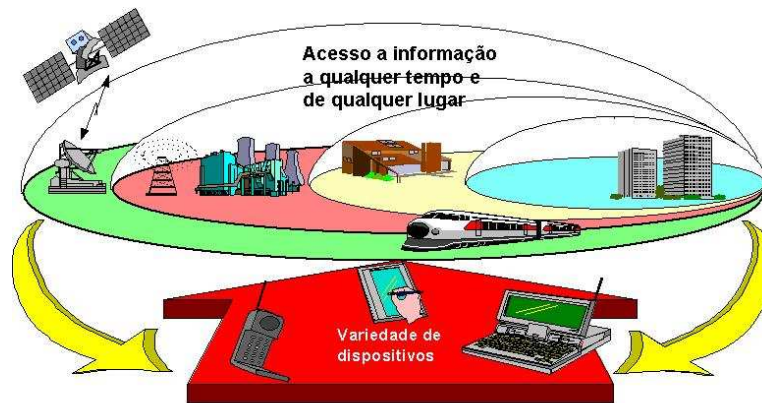 Acesso a informação
a qualquer tempo e
de qualquer lugar
Variedade de
dispositivos